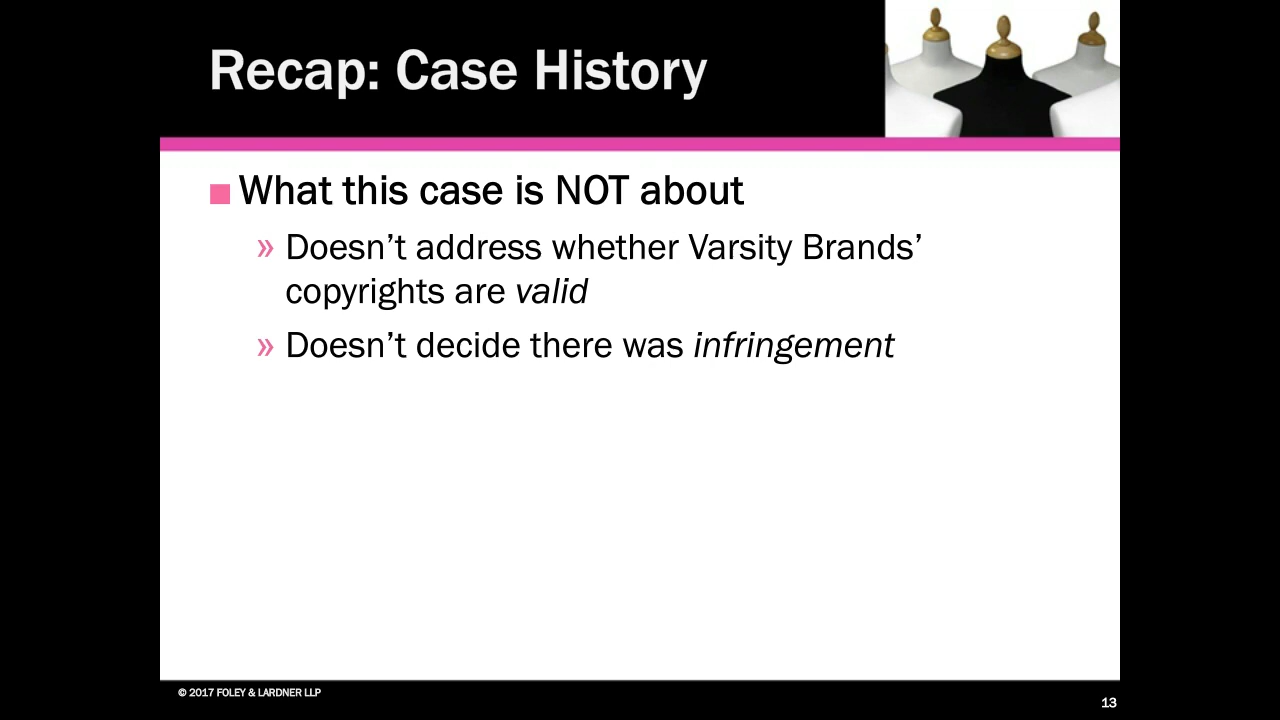 Recap: Case History
What this case is NOT about
» Doesn’t address whether Varsity Brands’
copyrights are valid
» Doesn’t decide there was infringement
© 2017 FOLEY & LARDNER LLP
13